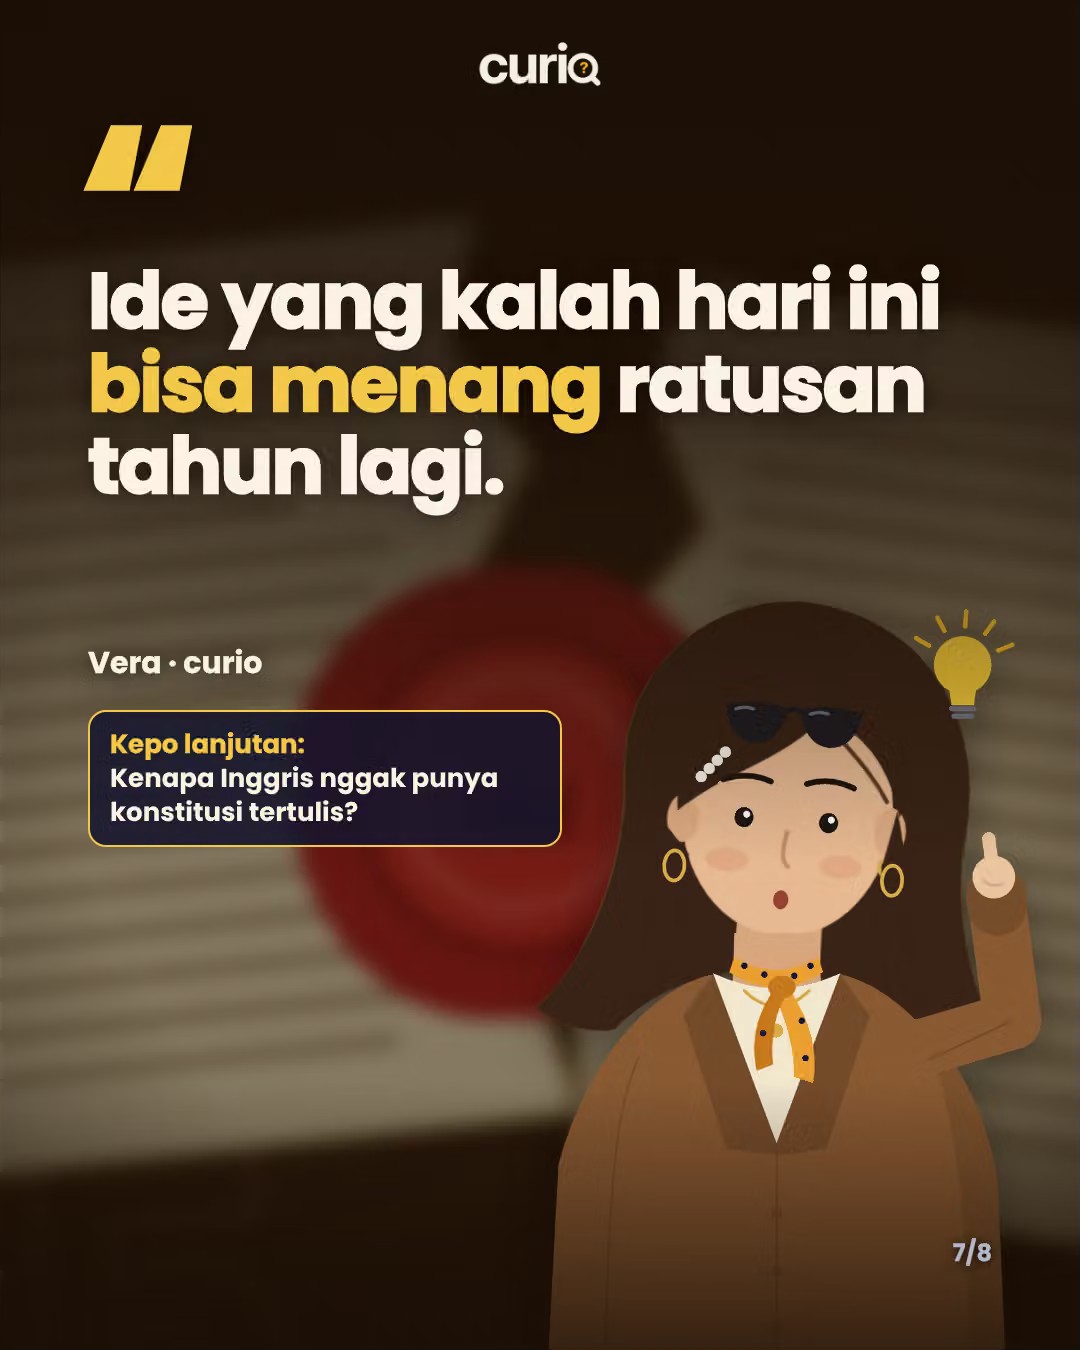 curio
Ide yang kalah hari ini
bisa menang ratusan
tahun lagi.
Vera · curio
Kepo lanjutan:
Kenapa Inggris nggak punya
konstitusi tertulis?
7/8